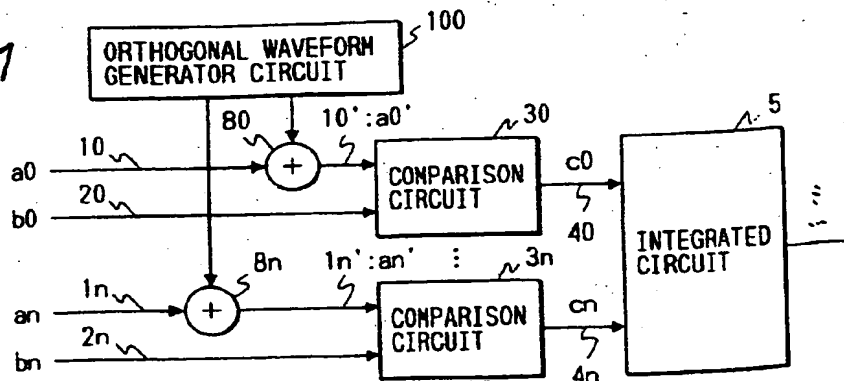 100
ORTHOGONAL WAVEFORM
GENERATOR CIRCUIT
80
10':a0'
30
5
a0
10
+
COMPARISON
CIRCUIT
c0
b0
20
40
INTEGRATED
CIRCUIT
8n
1n':an'
3n
an
1n
+
COMPARISON
CIRCUIT
cn
bn
2n
4n